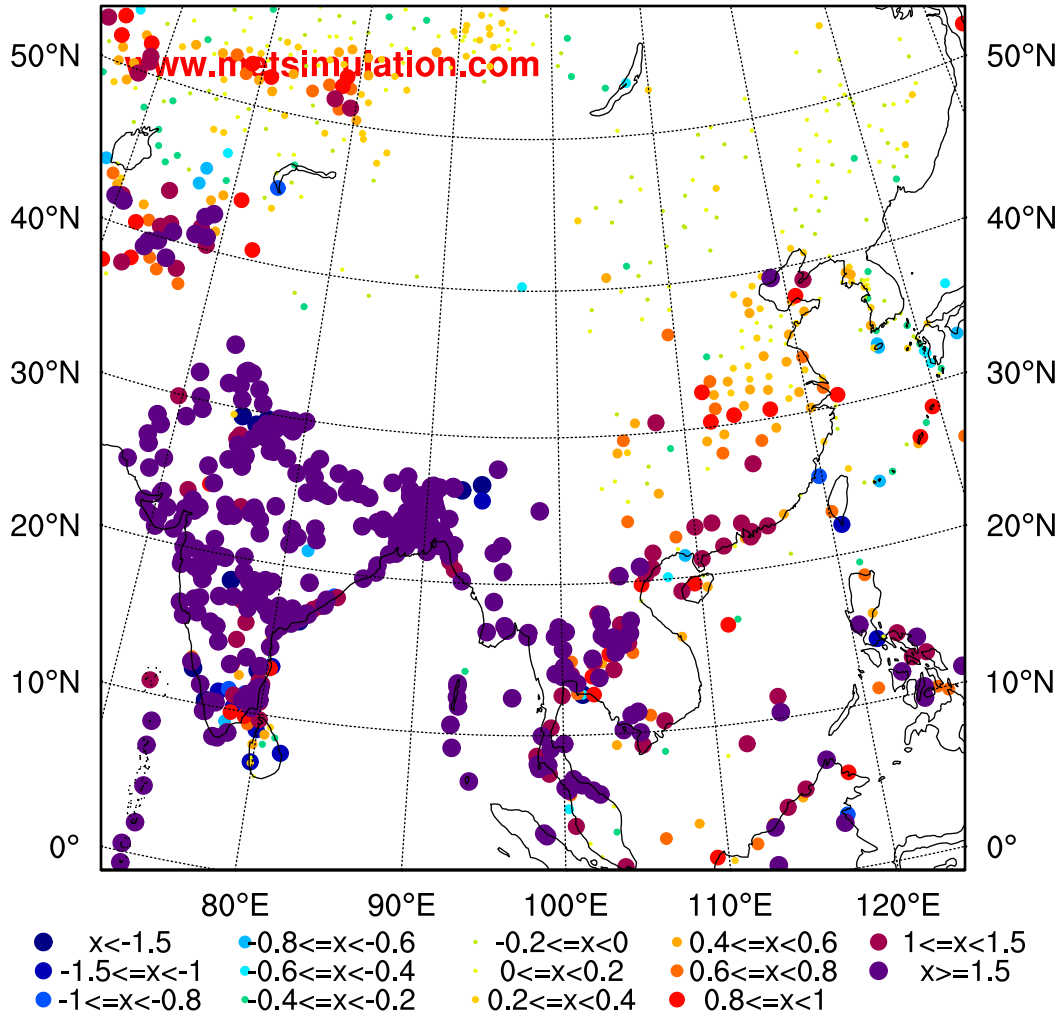 50°N 50°N
www.metsimulation.com
40°N 40°N
30°N 30°N
20°N 20°N
10°N 10°N
0° 0°
80°E 90°E 100°E 110°E 120°E
x<-1.5 -0.8<=x<-0.6 -0.2<=x<0 0.4<=x<0.6 1<=x<1.5
-1.5<=x<-1 -0.6<=x<-0.4 0<=x<0.2 0.6<=x<0.8 x>=1.5
-1<=x<-0.8 -0.4<=x<-0.2 0.2<=x<0.4 0.8<=x<1